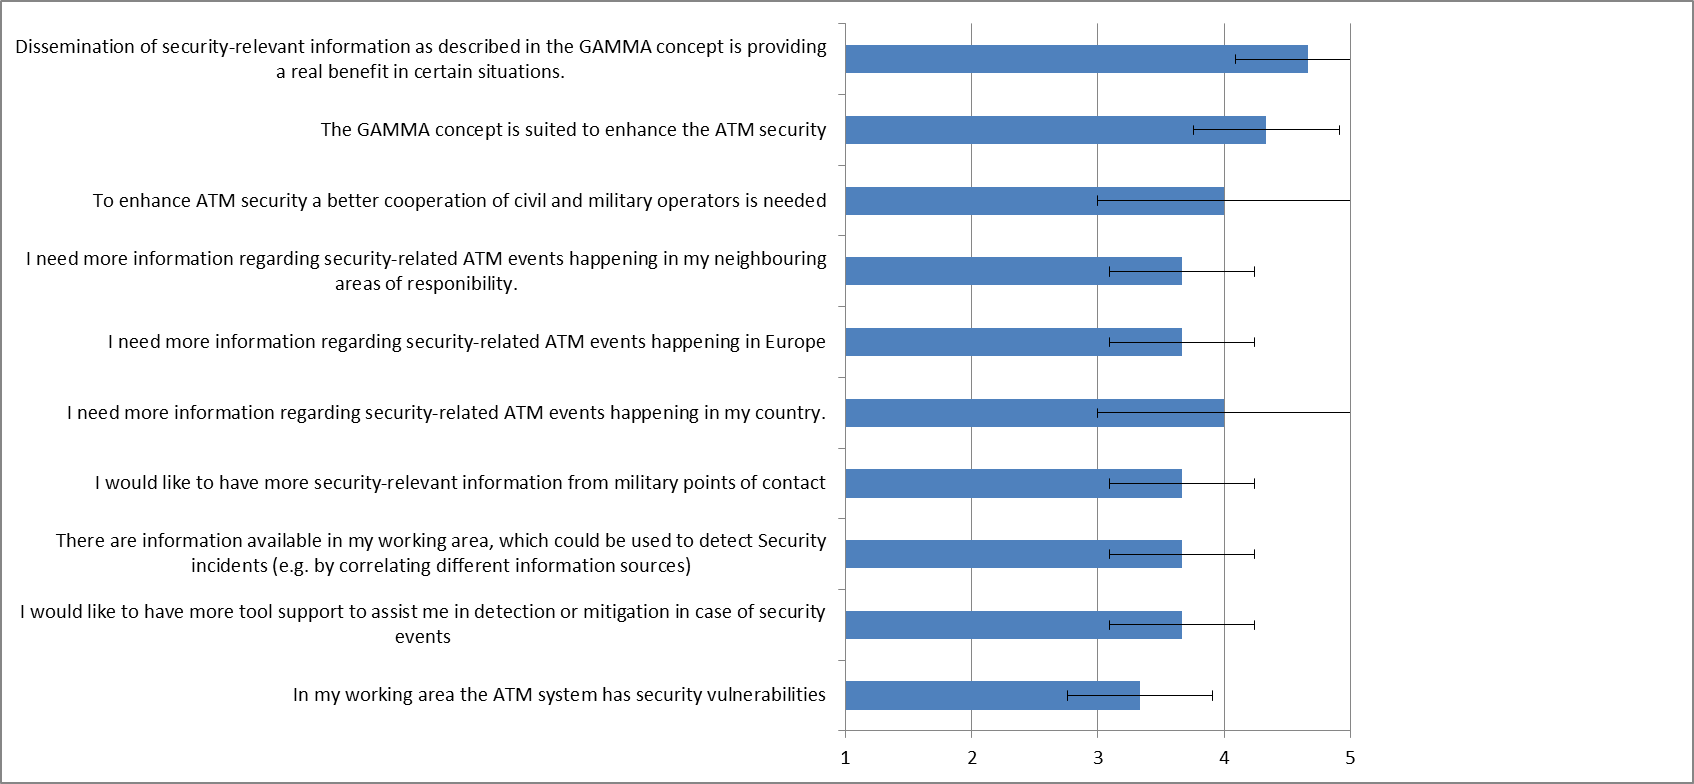 Dissemination of security-relevant information as described in the GAMMA concept is providing
a real benefit in certain situations.
The GAMMA concept is suited to enhance the ATM security
To enhance ATM security a better cooperation of civil and military operators is needed
I need more information regarding security-related ATM events happening in my neighbouring
areas of responibility.
I need more information regarding security-related ATM events happening in Europe
I need more information regarding security-related ATM events happening in my country.
I would like to have more security-relevant information from military points of contact
There are information available in my working area, which could be used to detect Security
incidents (e.g. by correlating different information sources)
I would like to have more tool support to assist me in detection or mitigation in case of security
events
In my working area the ATM system has security vulnerabilities
1 2 3 4 5